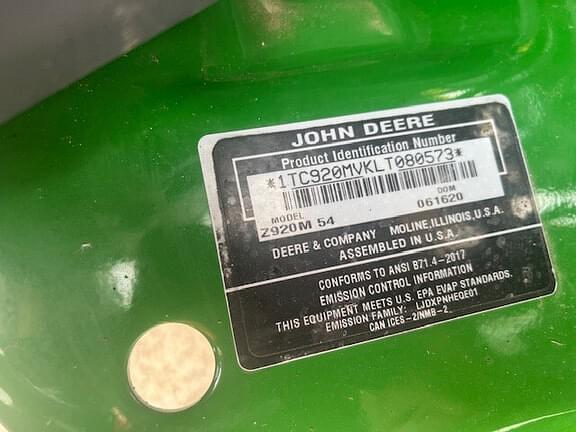 JOHN DEERE
Product Identification Number
*1TC920MVKLT080573*
MODEL DOM
Z920M 54 061620
DEERE & COMPANY MOLINE, ILLINOIS, U.S.A.
ASSEMBLED IN U.S.A.
CONFORMS TO ANSI B71.4-2017
EMISSION CONTROL INFORMATION
THIS EQUIPMENT MEETS U.S. EPA EVAP STANDARDS.
EMISSION FAMILY: LJDXPNHEQE01
CAN ICES-2/NMB-2